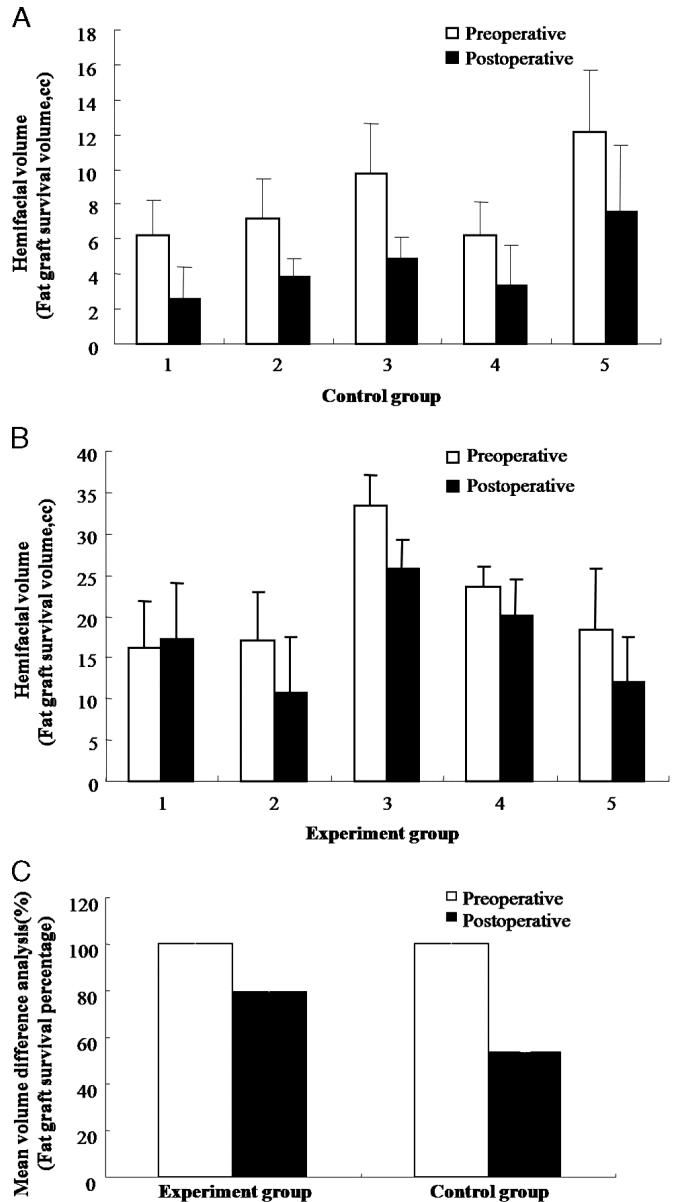 A
Hemifacial volume
(Fat graft survival volume,cc)
18
16
14
12
10
8
6
4
2
0
Preoperative
Postoperative
1 2 3 4 5
Control group
B
Hemifacial volume
(Fat graft survival volume,cc)
40
35
30
25
20
15
10
5
0
Preoperative
Postoperative
1 2 3 4 5
Experiment group
C
Mean volume difference analysis(%)
(Fat graft survival percentage)
120
100
80
60
40
20
0
Preoperative
Postoperative
Experiment group Control group